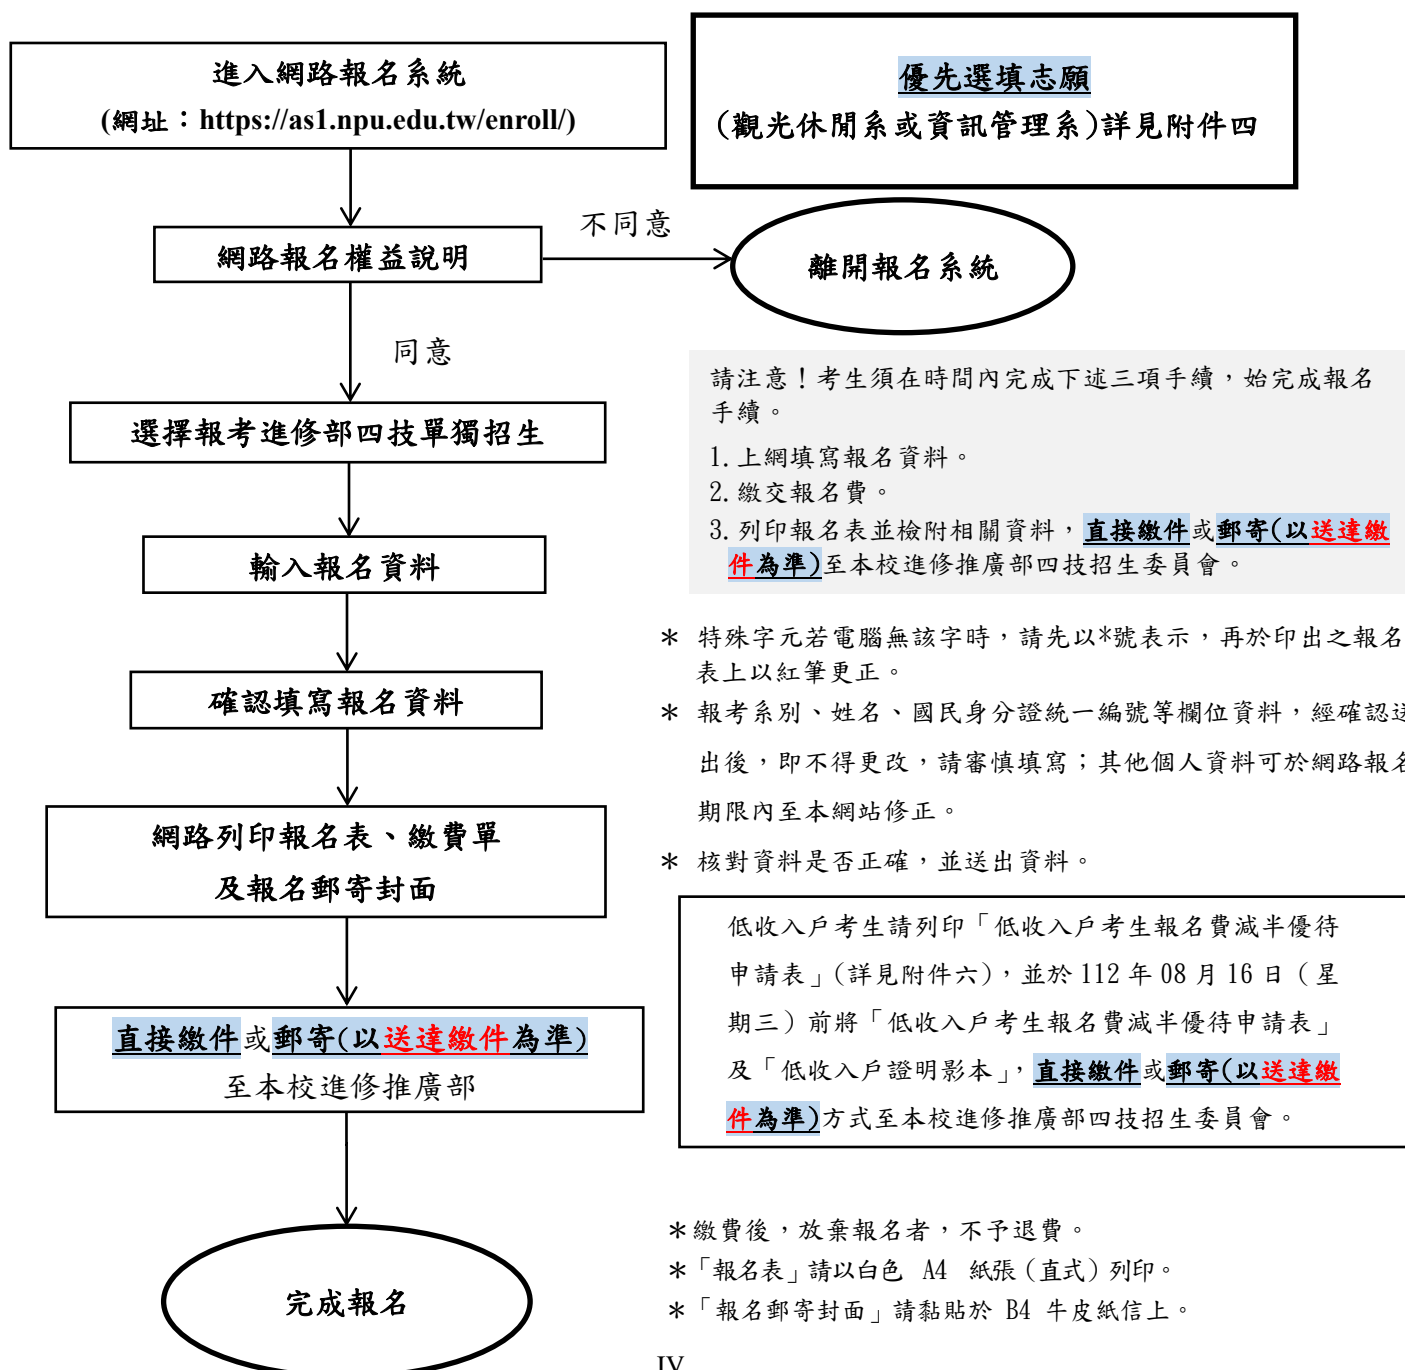 進入網路報名系統
(網址：https://as1.npu.edu.tw/enroll/)
優先選填志願
(觀光休閒系或資訊管理系)詳見附件四
網路報名權益說明
不同意
離開報名系統
同意
選擇報考進修部四技單獨招生
輸入報名資料
確認填寫報名資料
網路列印報名表、繳費單
及報名郵寄封面
直接繳件或郵寄(以送達繳件為準)
至本校進修推廣部
完成報名
請注意！考生須在時間內完成下述三項手續，始完成報名
手續。
1.上網填寫報名資料。
2.繳交報名費。
3.列印報名表並檢附相關資料，直接繳件或郵寄(以送達繳
件為準)至本校進修推廣部四技招生委員會。
＊ 特殊字元若電腦無該字時，請先以*號表示，再於印出之報名
表上以紅筆更正。
＊ 報考系別、姓名、國民身分證統一編號等欄位資料，經確認送
出後，即不得更改，請審慎填寫；其他個人資料可於網路報名
期限內至本網站修正。
＊ 核對資料是否正確，並送出資料。
低收入戶考生請列印「低收入戶考生報名費減半優待
申請表」(詳見附件六)，並於 112 年 08 月 16 日（星
期三）前將「低收入戶考生報名費減半優待申請表」
及「低收入戶證明影本」，直接繳件或郵寄(以送達繳
件為準)方式至本校進修推廣部四技招生委員會。
＊繳費後，放棄報名者，不予退費。
＊「報名表」請以白色 A4 紙張（直式）列印。
＊「報名郵寄封面」請黏貼於 B4 牛皮紙信上。
IV